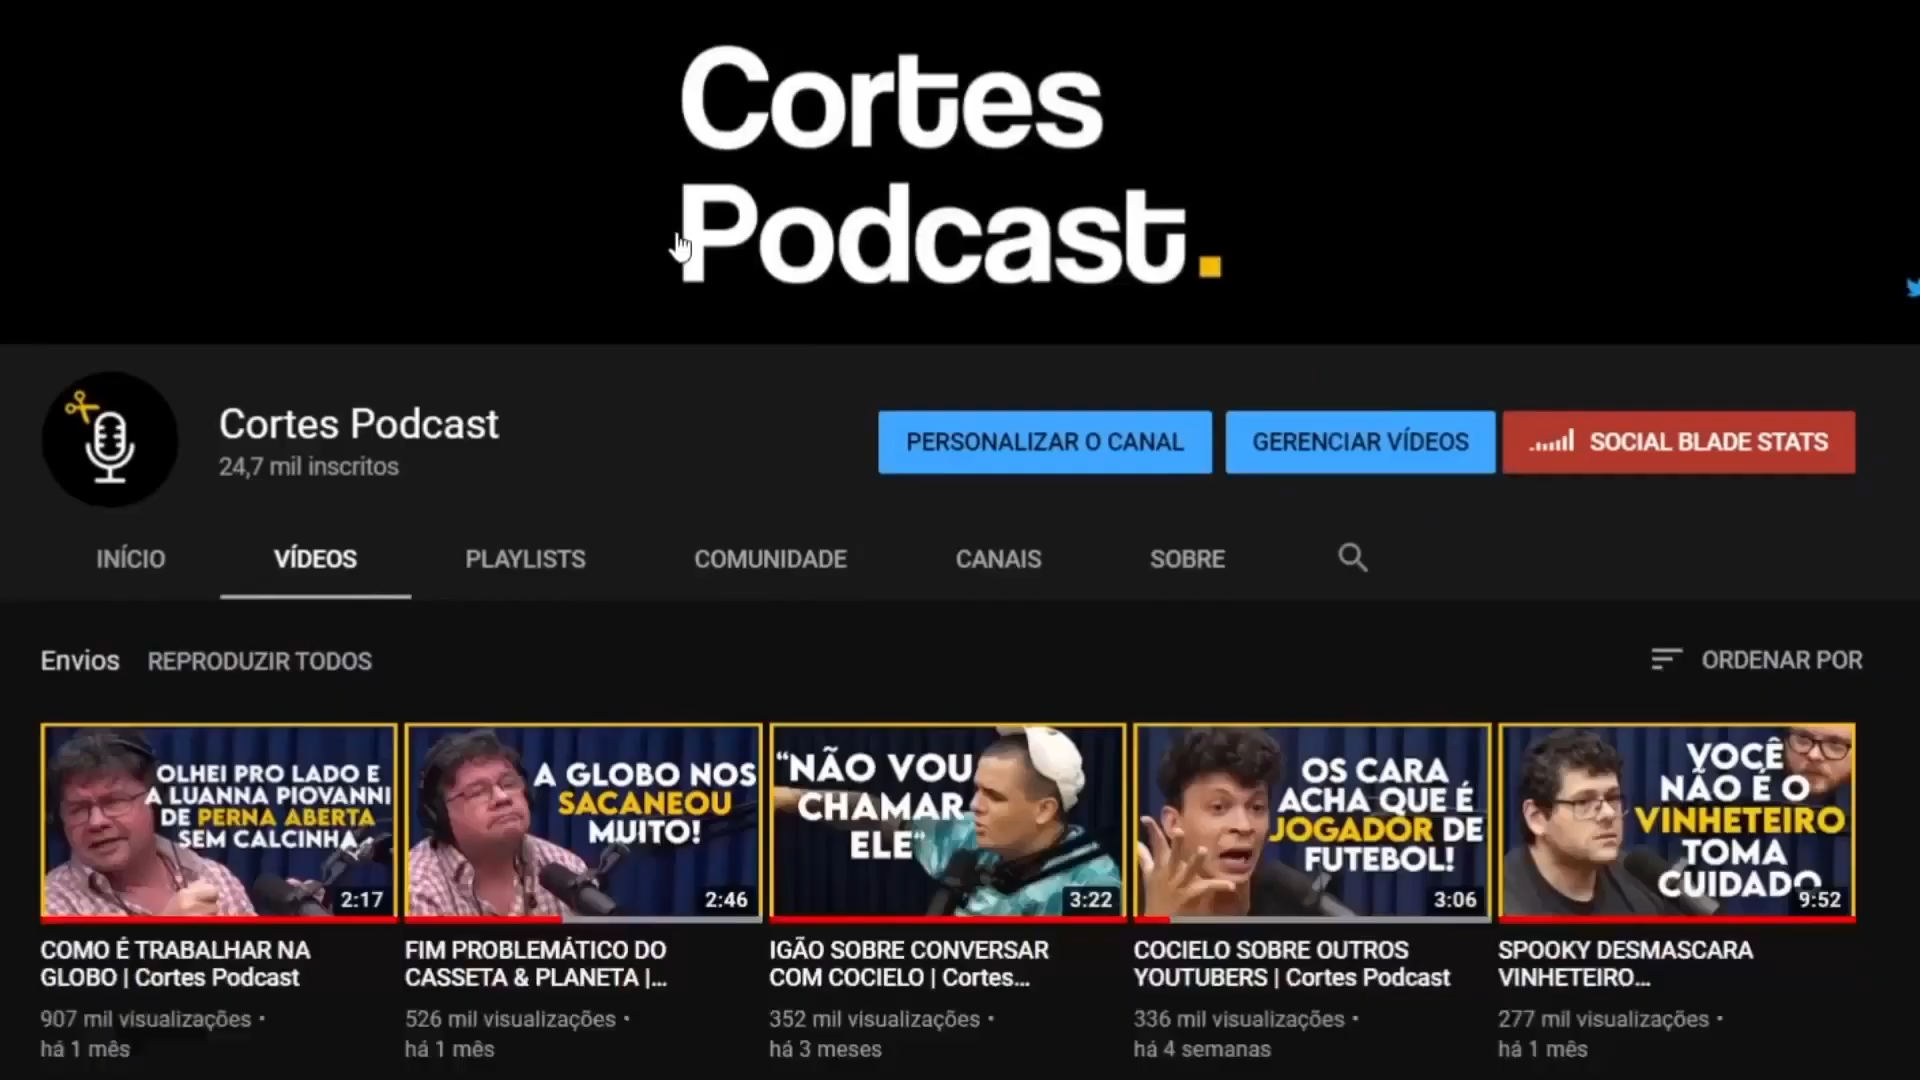 Cortes
Podcast.
Cortes Podcast
24,7 mil inscritos
PERSONALIZAR O CANAL
GERENCIAR VÍDEOS
SOCIAL BLADE STATS
INÍCIO
VÍDEOS
PLAYLISTS
COMUNIDADE
CANAIS
SOBRE
Envios
REPRODUZIR TODOS
ORDENAR POR
OLHEI PRO LADO E
A LUANNA PIOVANNI
DE PERNA ABERTA
SEM CALCINHA
2:17
COMO É TRABALHAR NA
GLOBO | Cortes Podcast
907 mil visualizações •
há 1 mês
A GLOBO NOS
SACANEOU
MUITO!
2:46
FIM PROBLEMÁTICO DO
CASSETA & PLANETA |...
526 mil visualizações •
há 1 mês
“NÃO VOU
CHAMAR
ELE“
3:22
IGÃO SOBRE CONVERSAR
COM COCIELO | Cortes...
352 mil visualizações •
há 3 meses
OS CARA
ACHA QUE É
JOGADOR DE
FUTEBOL!
3:06
COCIELO SOBRE OUTROS
YOUTUBERS | Cortes Podcast
336 mil visualizações •
há 4 semanas
VOCÊ
NÃO É O
VINHETEIRO
TOMA
CUIDADO
9:52
SPOOKY DESMASCARA
VINHETEIRO...
277 mil visualizações •
há 1 mês